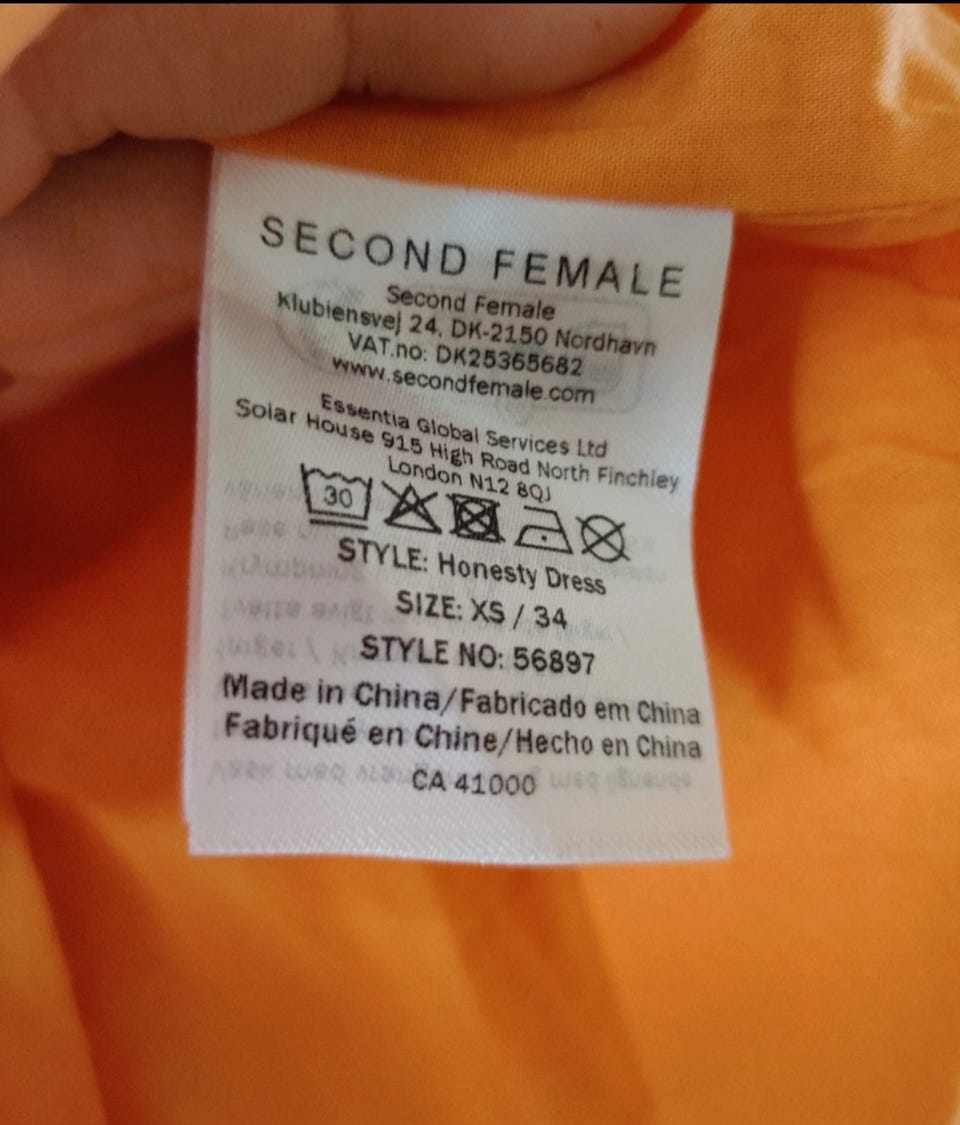 SECOND FEMALE
Second Female
Klubiensvej 24, DK-2150 Nordhavn
VAT.no: DK25365682
www.secondfemale.com
Essentia Global Services Ltd
Solar House 915 High Road North Finchley
London N12 8QJ
30
STYLE: Honesty Dress
SIZE: XS / 34
STYLE NO: 56897
Made in China/Fabricado em China
Fabriqué en Chine/Hecho en China
CA 41000